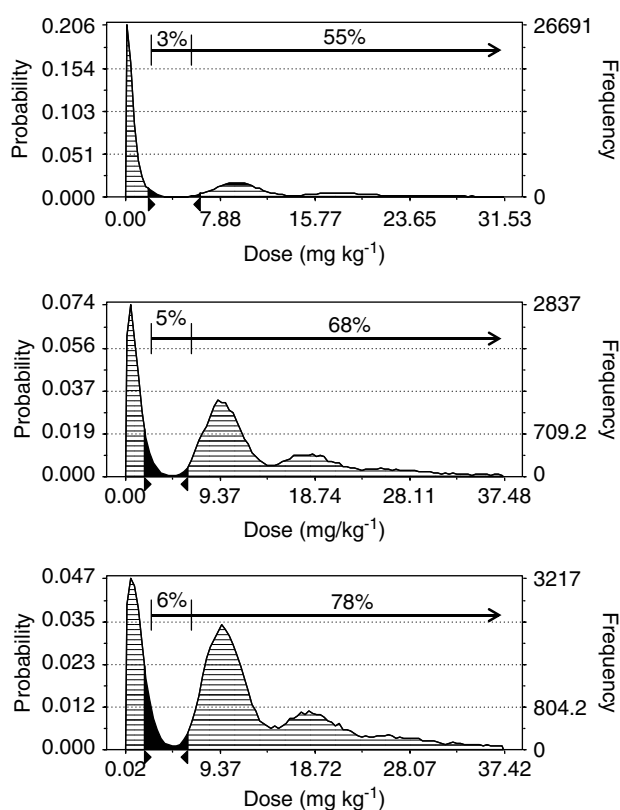 0.206
0.154
0.103
0.051
0.000
Probability
3%
55%
26691
0
Frequency
0.00 7.88 15.77 23.65 31.53
Dose (mg kg⁻¹)
0.074
0.056
0.037
0.019
0.000
Probability
5%
68%
2837
709.2
0
Frequency
0.00 9.37 18.74 28.11 37.48
Dose (mg/kg⁻¹)
0.047
0.035
0.023
0.012
0.000
Probability
6%
78%
3217
804.2
0
Frequency
0.02 9.37 18.72 28.07 37.42
Dose (mg kg⁻¹)